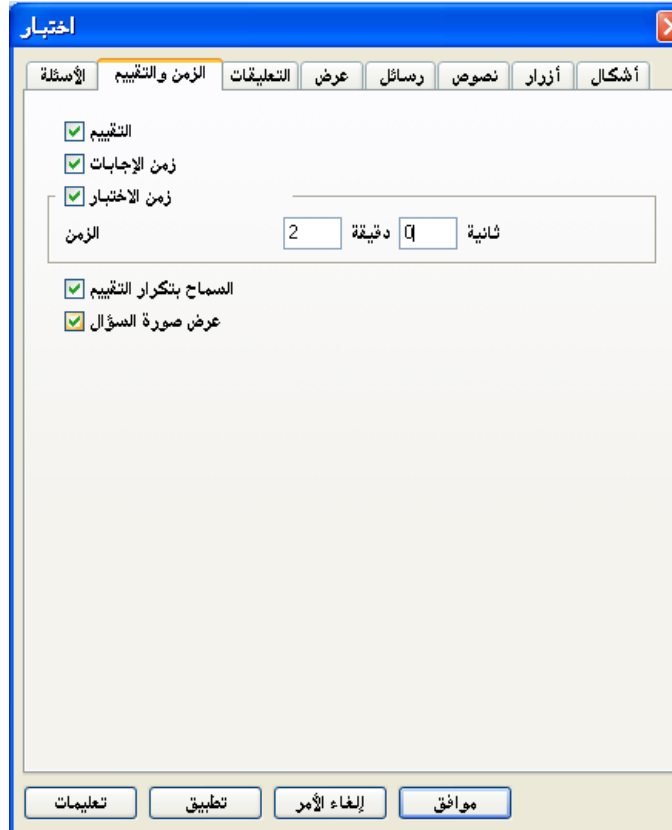 اختبار
الأسئلة الزمن والتقييم التعليقات عرض رسائل نصوص أزرار أشكال
التقييم
زمن الإجابات
زمن الاختبار
الزمن 2 دقيقة 0 ثانية
السماح بتكرار التقييم
عرض صورة السؤال
تعليمات تطبيق إلغاء الأمر موافق